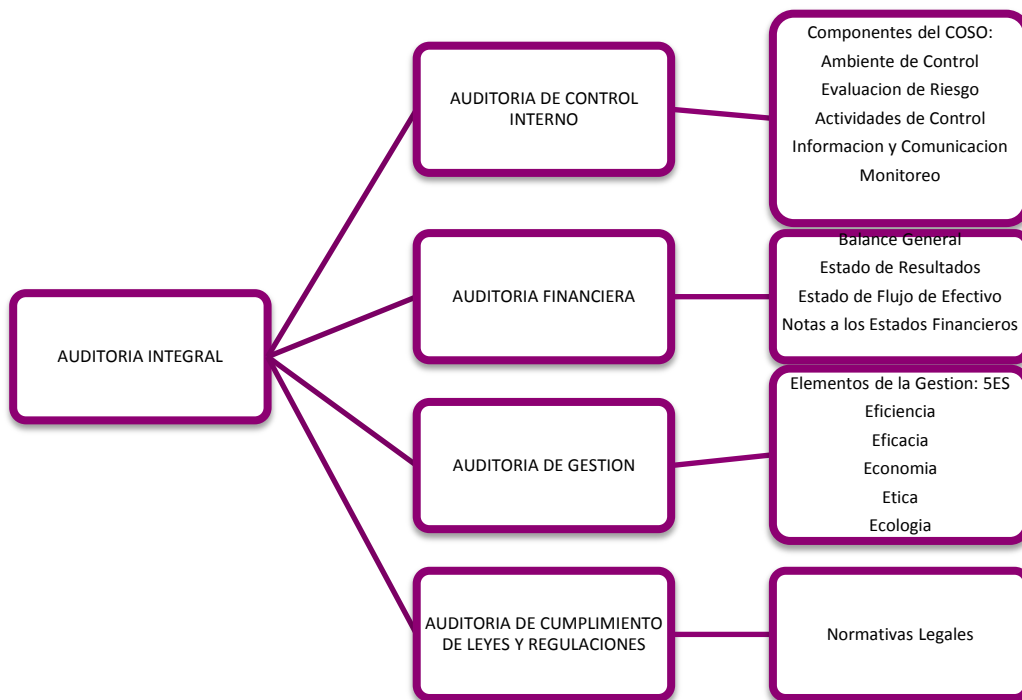 AUDITORIA INTEGRAL
AUDITORIA DE CONTROL
INTERNO
Componentes del COSO:
Ambiente de Control
Evaluacion de Riesgo
Actividades de Control
Informacion y Comunicacion
Monitoreo
AUDITORIA FINANCIERA
Balance General
Estado de Resultados
Estado de Flujo de Efectivo
Notas a los Estados Financieros
AUDITORIA DE GESTION
Elementos de la Gestion: 5ES
Eficiencia
Eficacia
Economia
Etica
Ecologia
AUDITORIA DE CUMPLIMIENTO
DE LEYES Y REGULACIONES
Normativas Legales